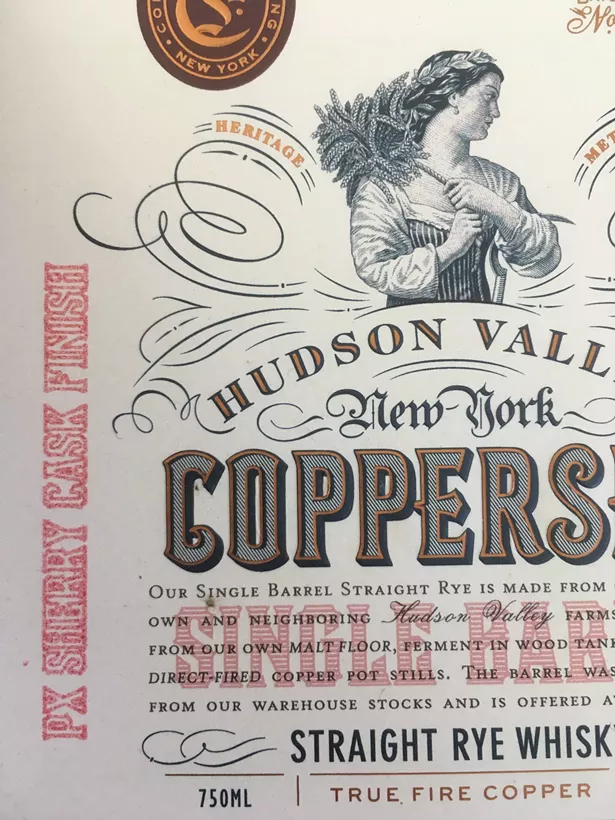 NEW YORK
No
HERITAGE
MET
HUDSON VALL
New York
COPPERS
OUR SINGLE BARREL STRAIGHT RYE IS MADE FROM
OWN AND NEIGHBORING Hudson Valley FARMS
FROM OUR OWN MALT FLOOR, FERMENT IN WOOD TANK
DIRECT-FIRED COPPER POT STILLS. THE BARREL WAS
FROM OUR WAREHOUSE STOCKS AND IS OFFERED A
SINGLE BAR
STRAIGHT RYE WHISK
750ML | TRUE FIRE COPPER
PX SHERRY CASK FINISH